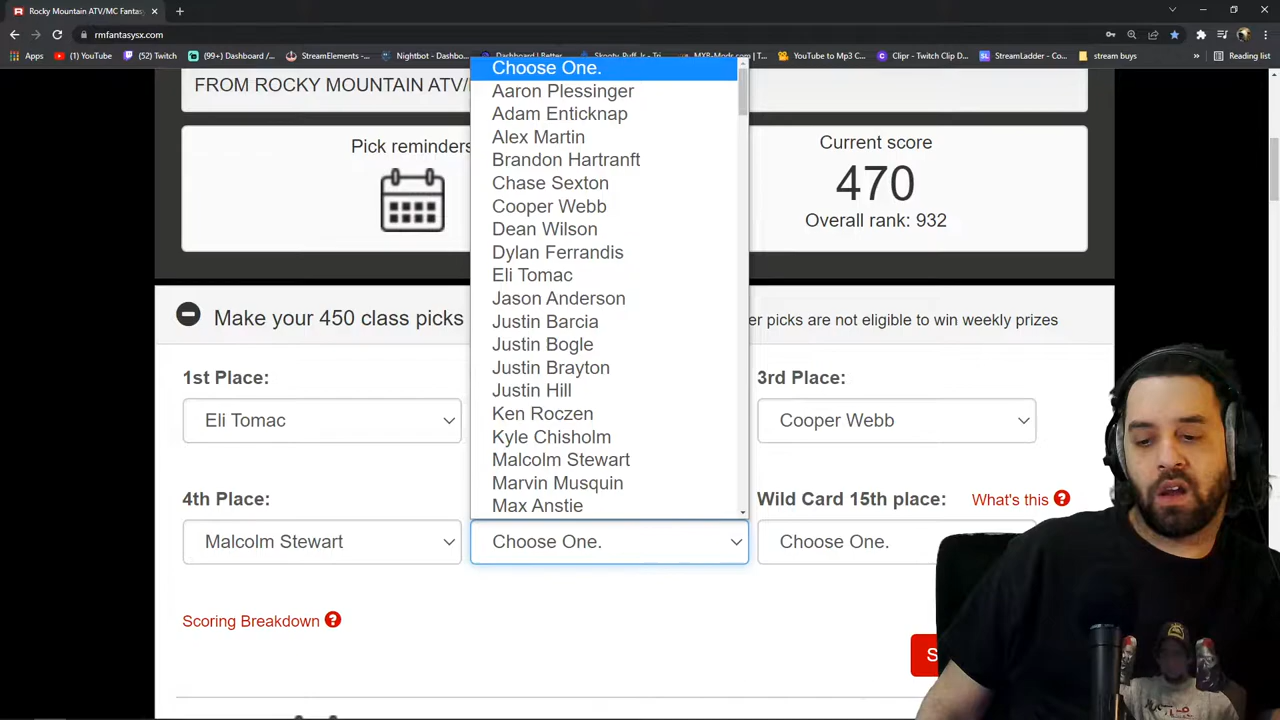 Rocky Mountain ATV/MC Fantasy
rmfantasysx.com
Apps
(1) YouTube
(52) Twitch
(99+) Dashboard /...
StreamElements -
Nightbot - Dashbo...
Dashboard | Better
YouTube to Mp3 C...
Clipr - Twitch Clip D...
StreamLadder - Co...
stream buys
Reading list
FROM ROCKY MOUNTAIN ATV/
Pick reminders
Current score
470
Overall rank: 932
Make your 450 class picks
er picks are not eligible to win weekly prizes
1st Place:
Eli Tomac
3rd Place:
Cooper Webb
4th Place:
Malcolm Stewart
Choose One.
Wild Card 15th place:
What's this
Choose One.
Choose One.
Aaron Plessinger
Adam Enticknap
Alex Martin
Brandon Hartranft
Chase Sexton
Cooper Webb
Dean Wilson
Dylan Ferrandis
Eli Tomac
Jason Anderson
Justin Barcia
Justin Bogle
Justin Brayton
Justin Hill
Ken Roczen
Kyle Chisholm
Malcolm Stewart
Marvin Musquin
Max Anstie
Scoring Breakdown
S